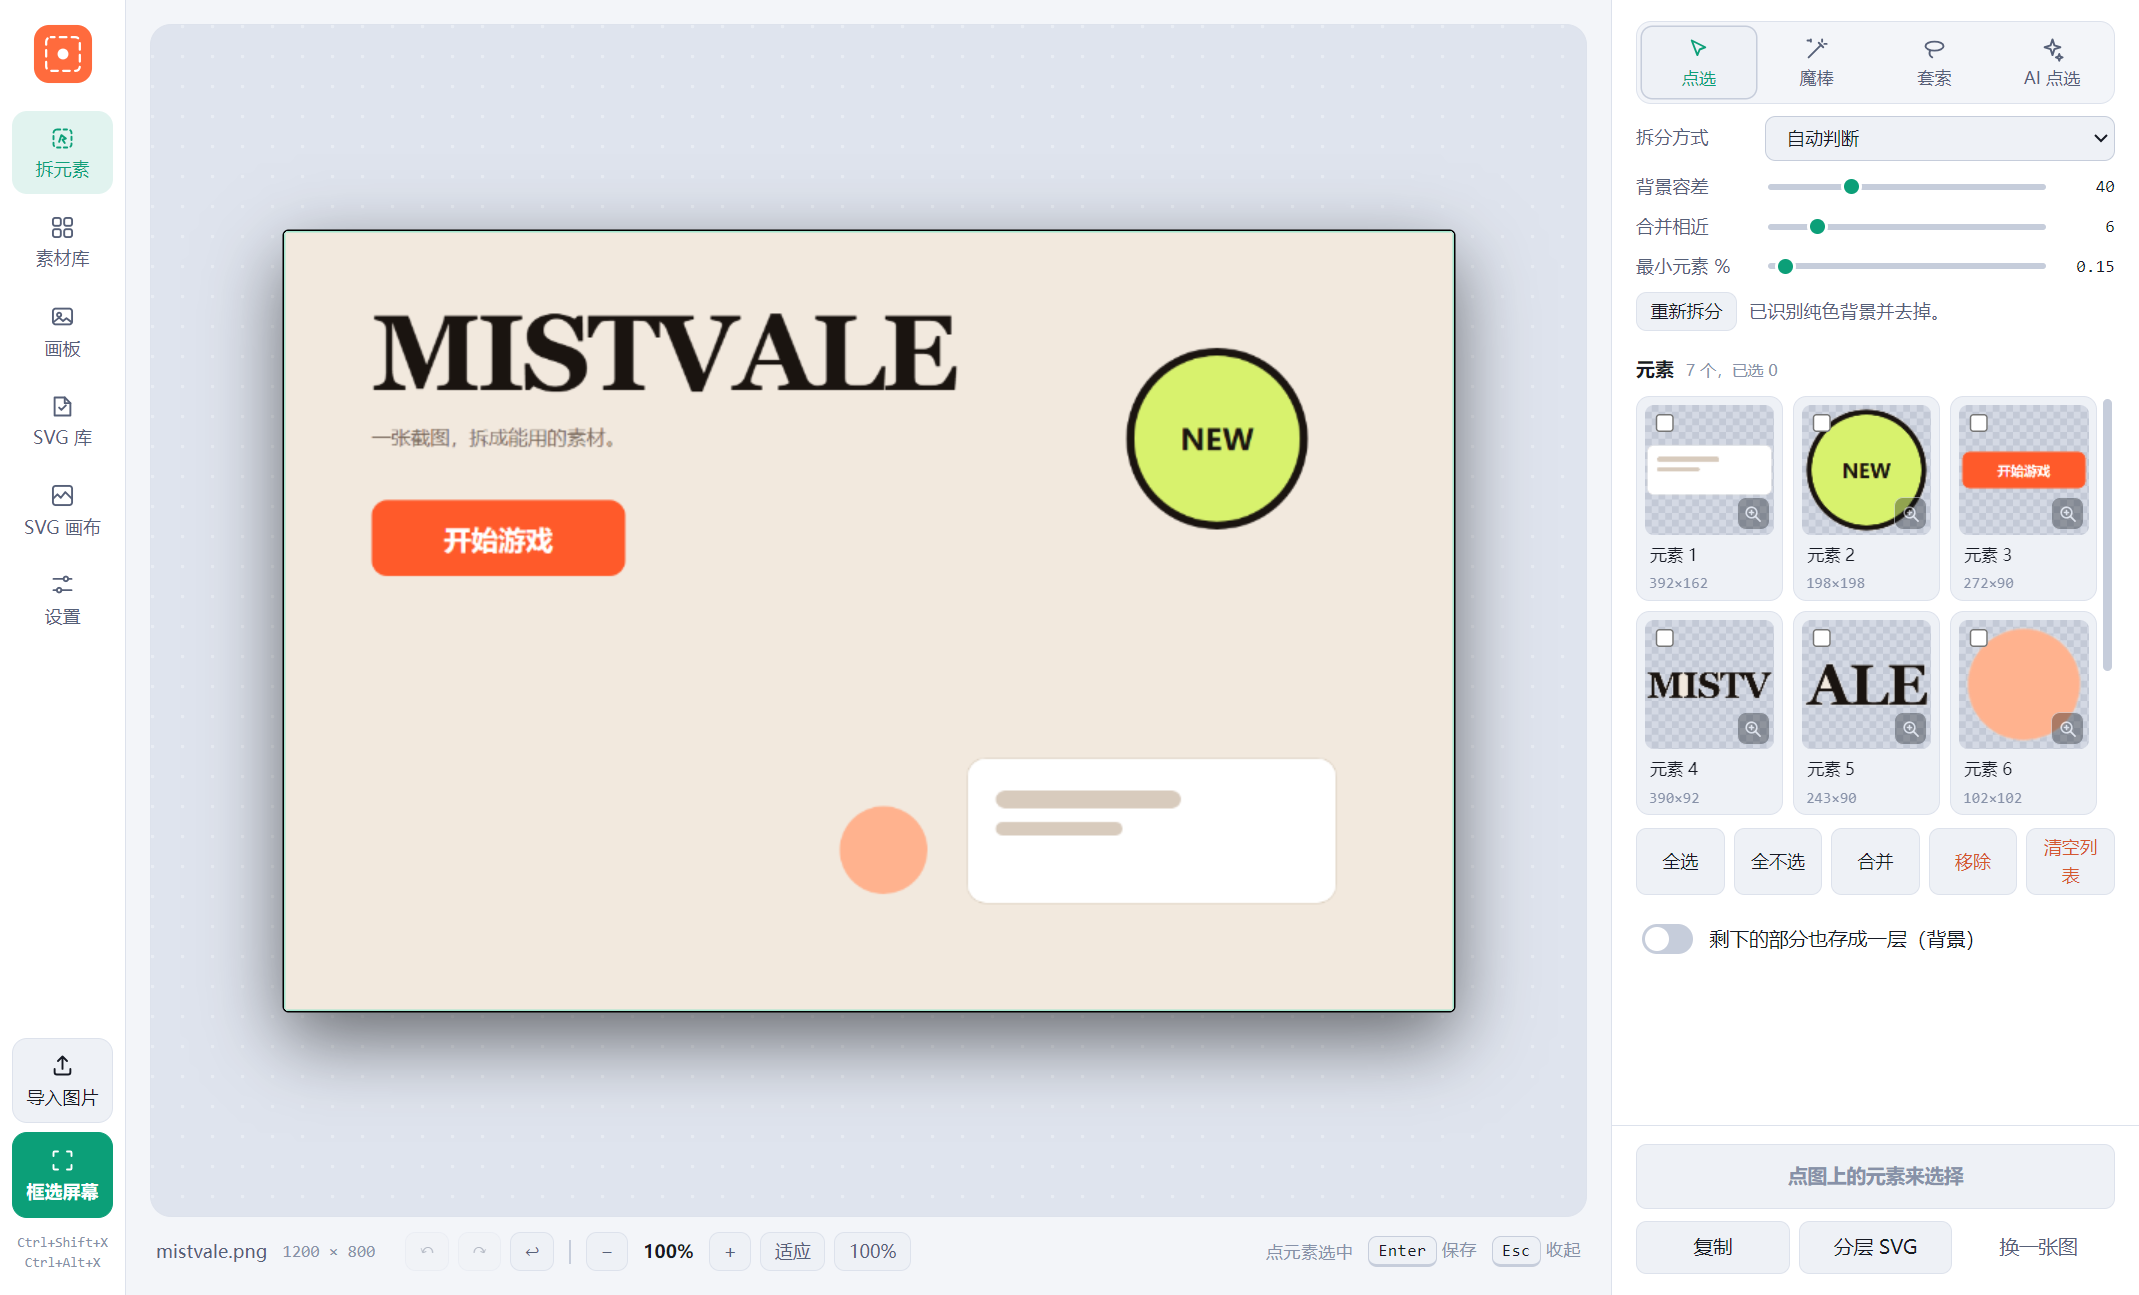 拆元素
素材库
画板
SVG 库
SVG 画布
设置
导入图片
框选屏幕
Ctrl+Shift+X
Ctrl+Alt+X
MISTVALE
一张截图，拆成能用的素材。
开始游戏
NEW
mistvale.png 1200 × 800
100%
适应
100%
点元素选中 Enter 保存 Esc 收起
点选
魔棒
套索
AI 点选
拆分方式 自动判断
背景容差 40
合并相近 6
最小元素 % 0.15
重新拆分 已识别纯色背景并去掉。
元素 7 个，已选 0
NEW
开始游戏
元素 1
392×162
元素 2
198×198
元素 3
272×90
MISTV
ALE
元素 4
390×92
元素 5
243×90
元素 6
102×102
全选
全不选
合并
移除
清空列表
剩下的部分也存成一层（背景）
点图上的元素来选择
复制
分层 SVG
换一张图